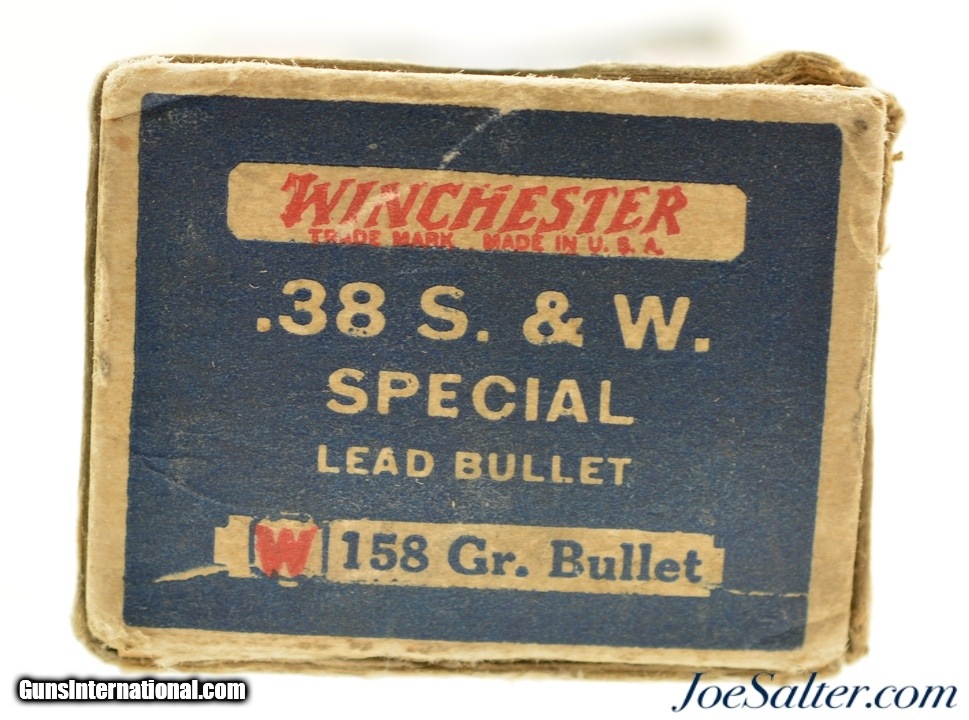 WINCHESTER
TRADE MARK MADE IN U. S. A.
.38 S. & W.
SPECIAL
LEAD BULLET
W 158 Gr. Bullet
GunsInternational.com
JoeSalter.com